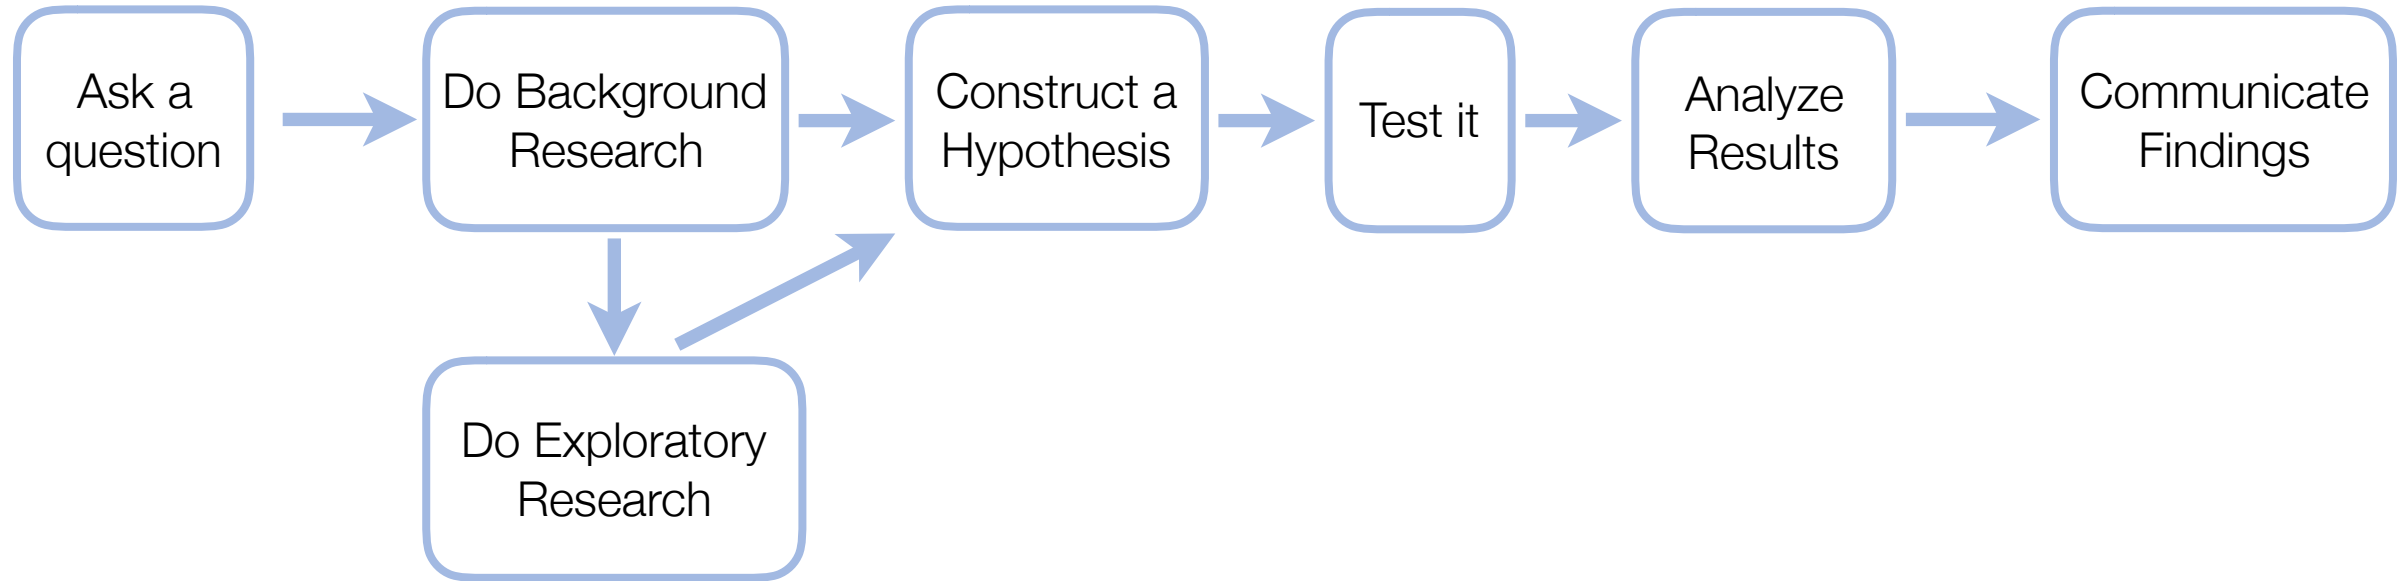 Ask a
question
Do Background
Research
Construct a
Hypothesis
Test it
Analyze
Results
Communicate
Findings
Do Exploratory
Research